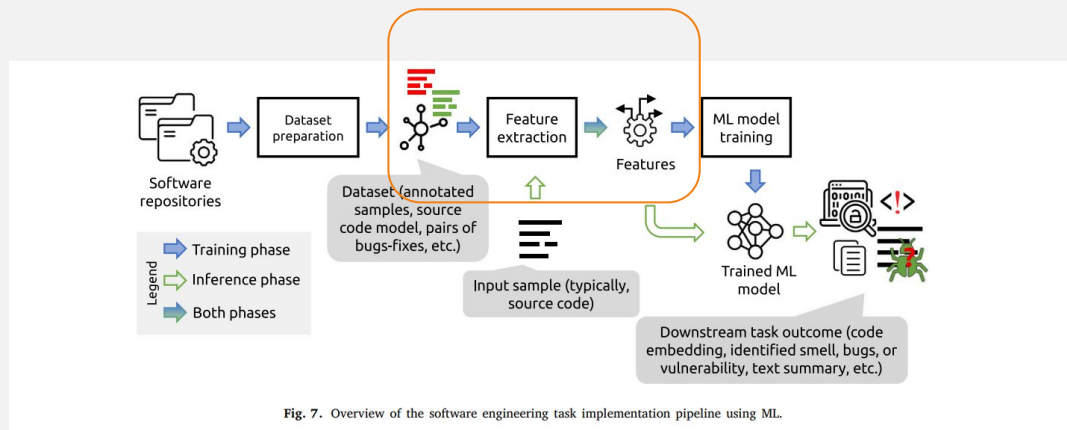 Dataset
preparation
Feature
extraction
Features
ML model
training
Software
repositories
Dataset (annotated
samples, source
code model, pairs of
bugs-fixes, etc.)
Legend
Training phase
Inference phase
Both phases
Input sample (typically,
source code)
Trained ML
model
010101
<!>
?
Downstream task outcome (code
embedding, identified smell, bugs, or
vulnerability, text summary, etc.)
Fig. 7. Overview of the software engineering task implementation pipeline using ML.